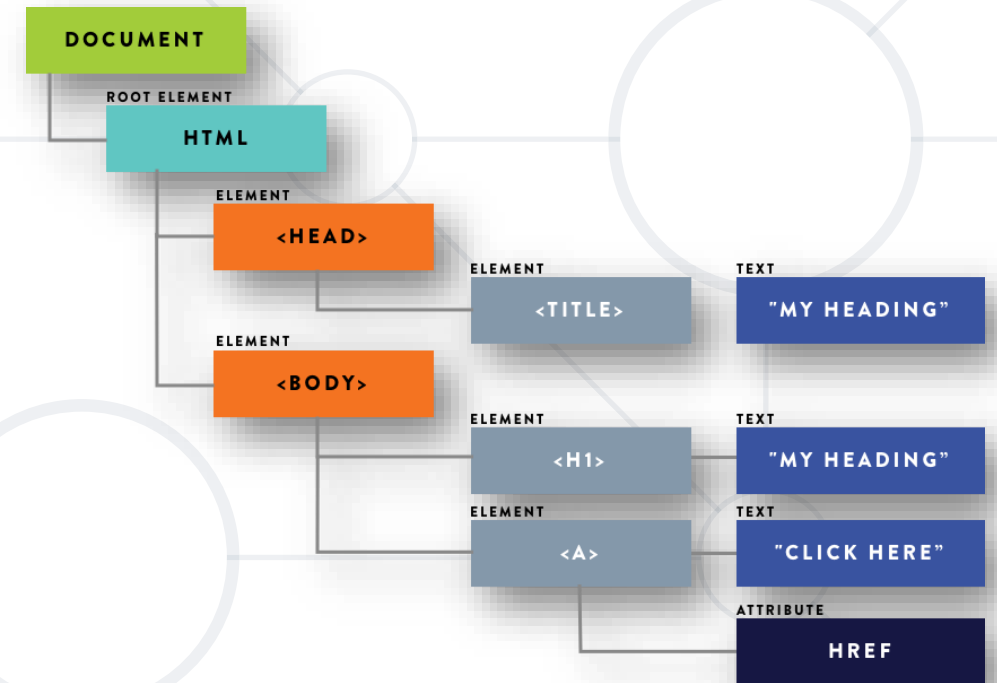 DOCUMENT
ROOT ELEMENT
HTML
ELEMENT
<HEAD>
ELEMENT
<TITLE>
TEXT
"MY HEADING”
ELEMENT
<BODY>
ELEMENT
<H1>
TEXT
"MY HEADING”
ELEMENT
<A>
TEXT
"CLICK HERE”
ATTRIBUTE
HREF